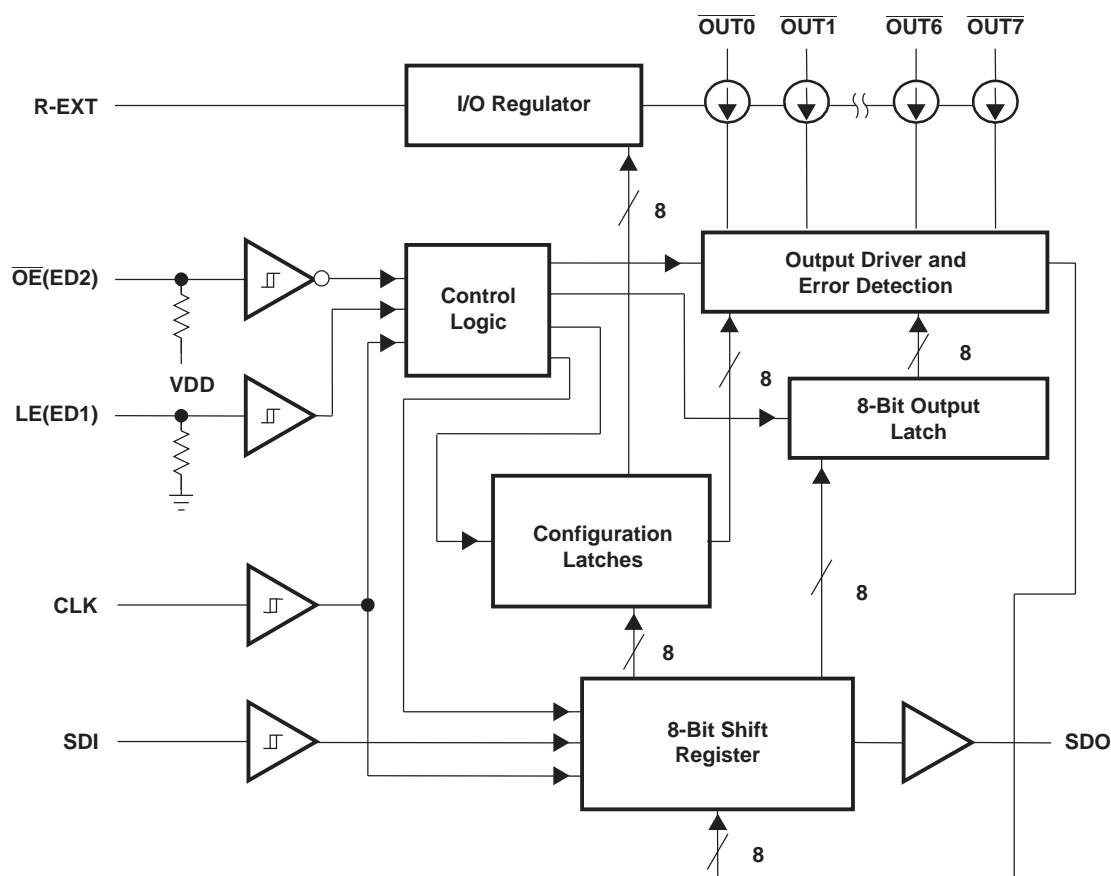 OUT0 OUT1 OUT6 OUT7
R-EXT
I/O Regulator
8
OE(ED2)
Control
Logic
Output Driver and
Error Detection
8
8
VDD
LE(ED1)
8-Bit Output
Latch
Configuration
Latches
CLK
8
8
SDI
8-Bit Shift
Register
SDO
8